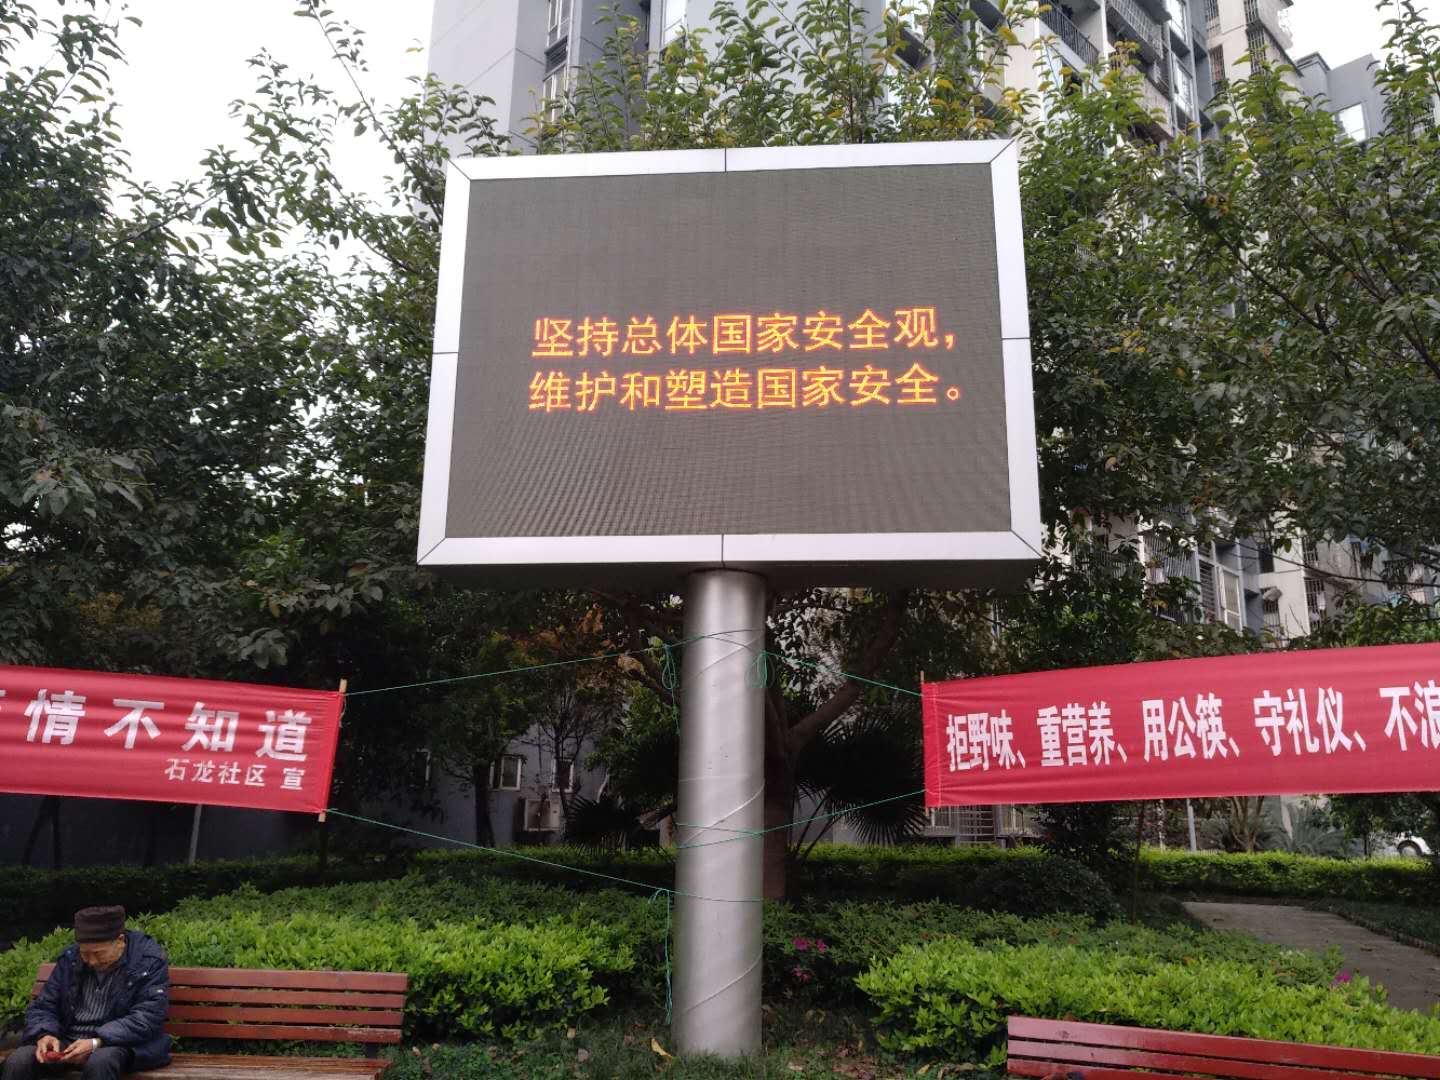 坚持总体国家安全观，
维护和塑造国家安全。
情不知道
石龙社区 宣
拒野味、重营养、用公筷、守礼仪、不浪